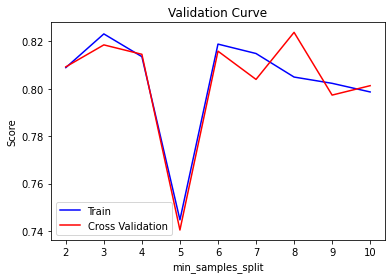 Validation Curve
Score
0.82
0.80
0.78
0.76
0.74
Train
Cross Validation
2 3 4 5 6 7 8 9 10
min_samples_split